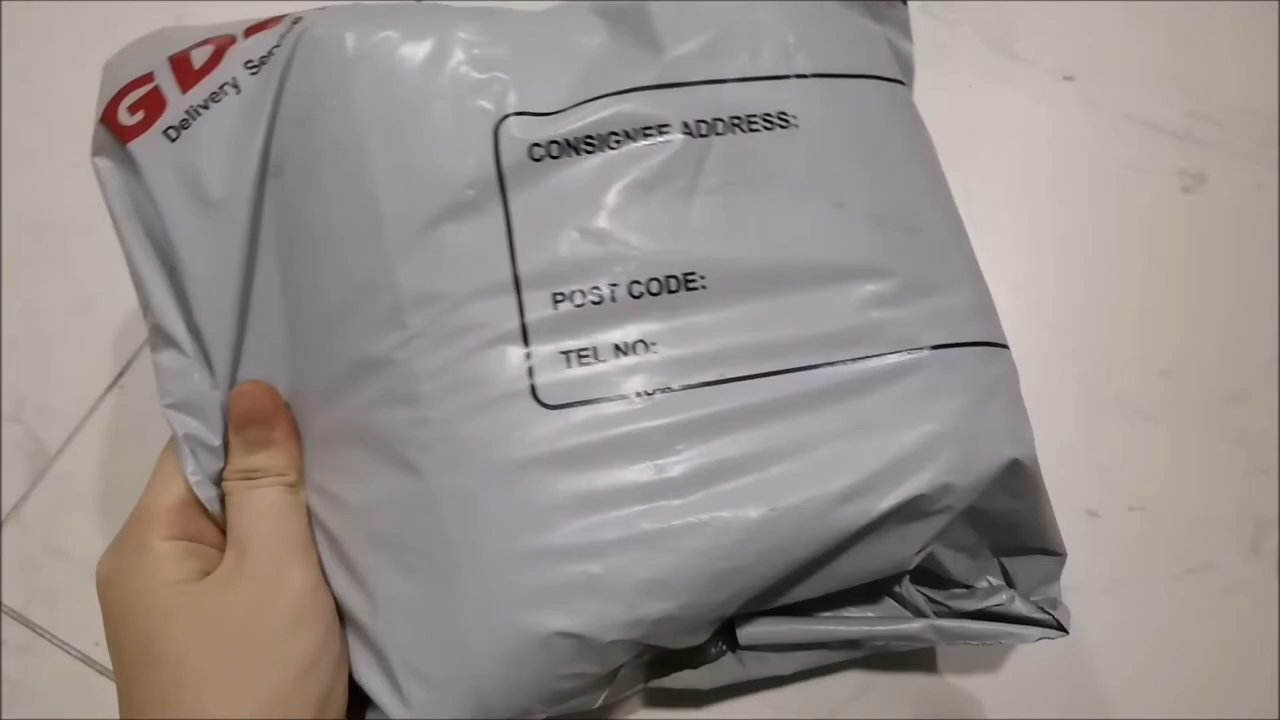 GD
Delivery
CONSIGNEE ADDRESS:
POST CODE:
TEL NO: